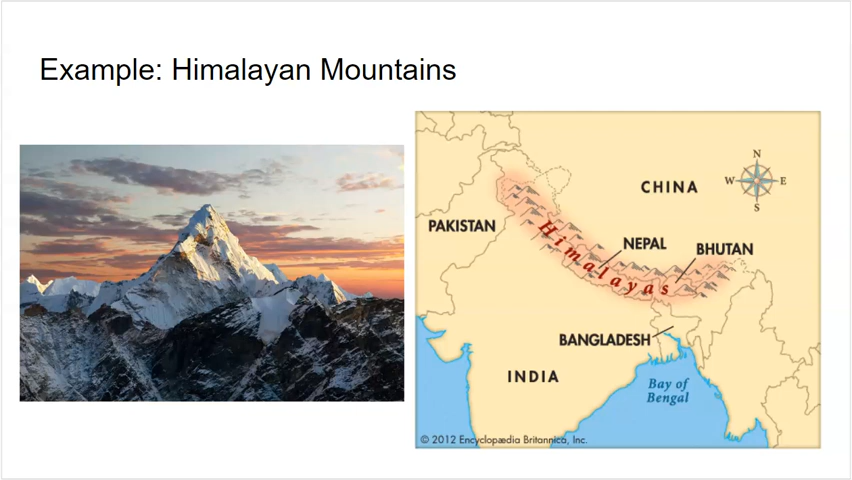 Example: Himalayan Mountains
N
W
E
S
CHINA
PAKISTAN
NEPAL
BHUTAN
Himalayas
BANGLADESH
INDIA
Bay of
Bengal
© 2012 Encyclopædia Britannica, Inc.